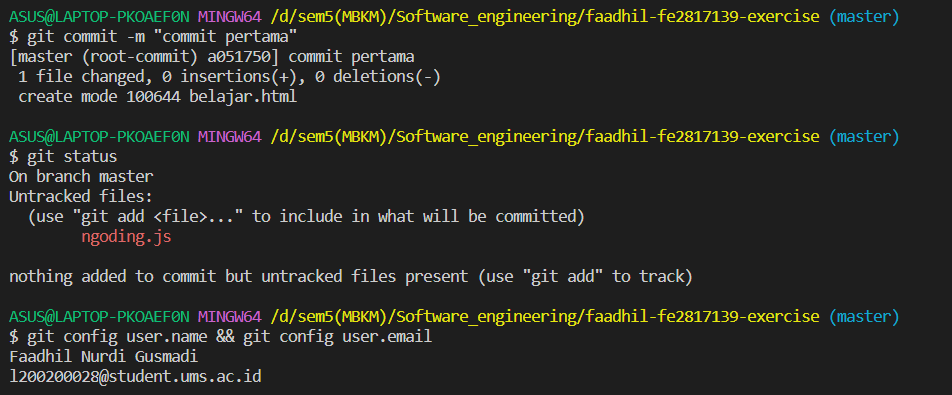 ASUS@LAPTOP-PKOAEF0N MINGW64 /d/sem5(MBKM)/Software_engineering/faadhil-fe2817139-exercise (master)
$ git commit -m "commit pertama"
[master (root-commit) a051750] commit pertama
 1 file changed, 0 insertions(+), 0 deletions(-)
 create mode 100644 belajar.html

ASUS@LAPTOP-PKOAEF0N MINGW64 /d/sem5(MBKM)/Software_engineering/faadhil-fe2817139-exercise (master)
$ git status
On branch master
Untracked files:
  (use "git add <file>..." to include in what will be committed)
        ngoding.js

nothing added to commit but untracked files present (use "git add" to track)

ASUS@LAPTOP-PKOAEF0N MINGW64 /d/sem5(MBKM)/Software_engineering/faadhil-fe2817139-exercise (master)
$ git config user.name && git config user.email
Faadhil Nurdi Gusmadi
l200200028@student.ums.ac.id